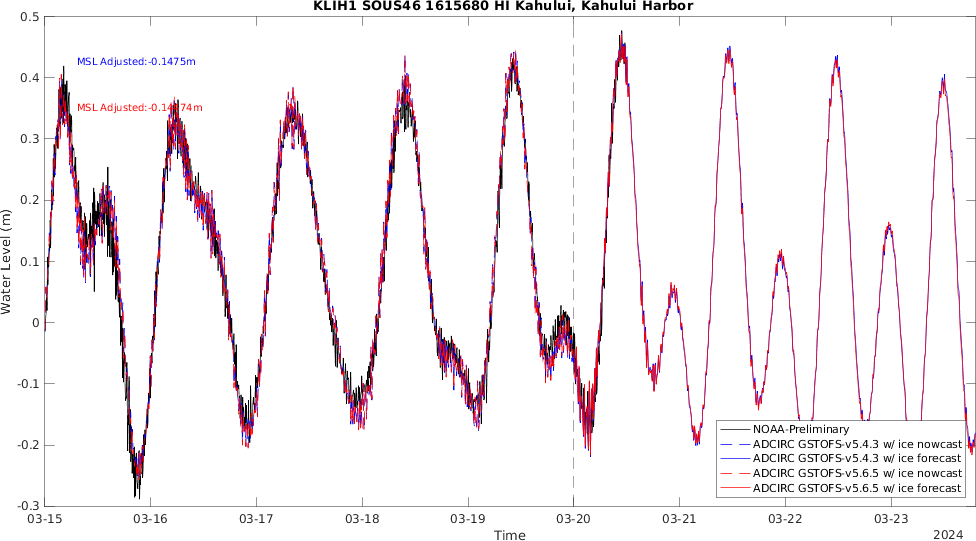 KLIH1 SOUS46 1615680 HI Kahului, Kahului Harbor
0.5
0.4
0.3
0.2
0.1
0
-0.1
-0.2
-0.3
Water Level (m)
MSL Adjusted:-0.1475m
MSL Adjusted:-0.1474m
NOAA-Preliminary
ADCIRC GSTOFS-v5.4.3 w/ ice nowcast
ADCIRC GSTOFS-v5.4.3 w/ ice forecast
ADCIRC GSTOFS-v5.6.5 w/ ice nowcast
ADCIRC GSTOFS-v5.6.5 w/ ice forecast
03-15 03-16 03-17 03-18 03-19 03-20 03-21 03-22 03-23
Time
2024